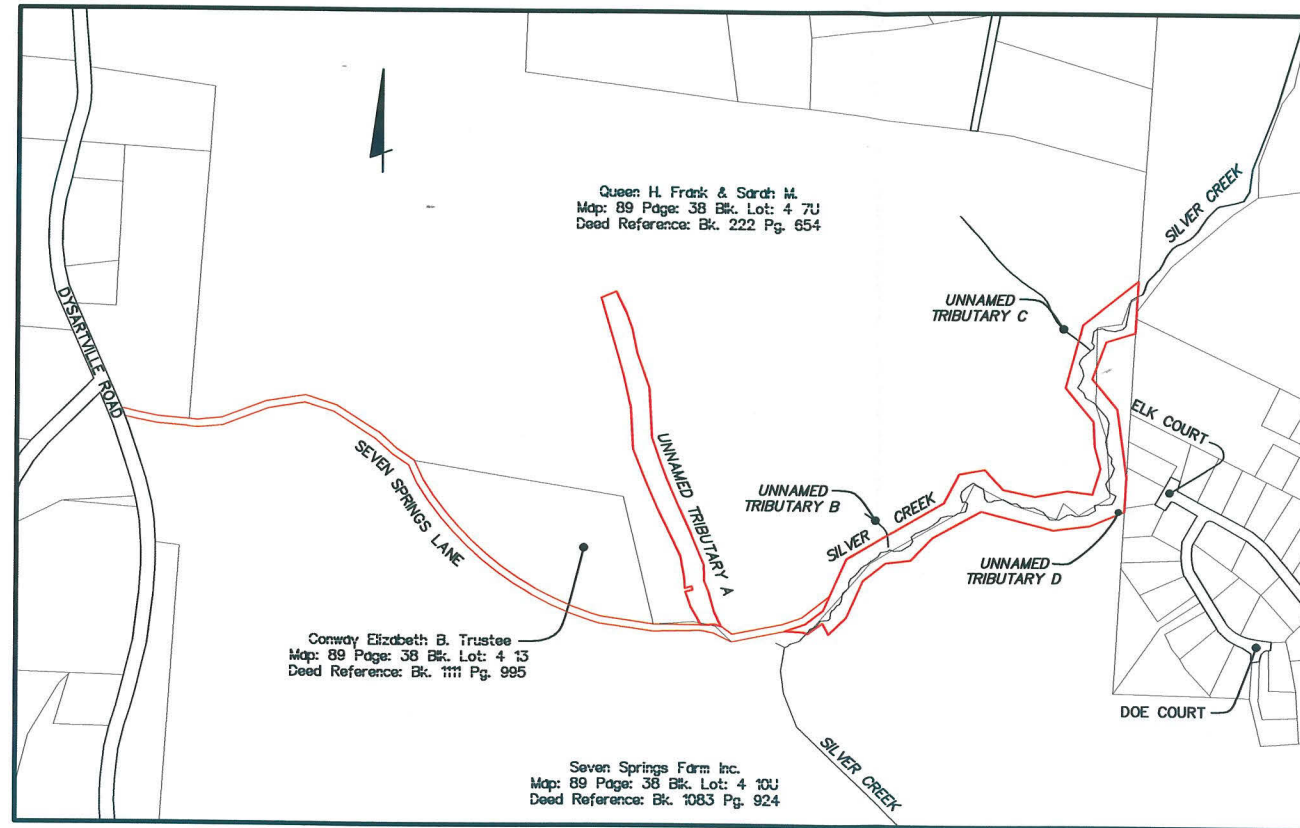 Queen H. Frank & Sarah M.
Map: 89 Page: 38 Blk. Lot: 4 7U
Deed Reference: Bk. 222 Pg. 654
SILVER CREEK
UNNAMED
TRIBUTARY C
DYSARTVILLE ROAD
ELK COURT
SEVEN SPRINGS LANE
UNNAMED TRIBUTARY A
UNNAMED
TRIBUTARY B
SILVER CREEK
UNNAMED
TRIBUTARY D
Conway Elizabeth B. Trustee
Map: 89 Page: 38 Blk. Lot: 4 13
Deed Reference: Bk. 1111 Pg. 995
DOE COURT
SILVER CREEK
Seven Springs Farm Inc.
Map: 89 Page: 38 Blk. Lot: 4 10U
Deed Reference: Bk. 1083 Pg. 924